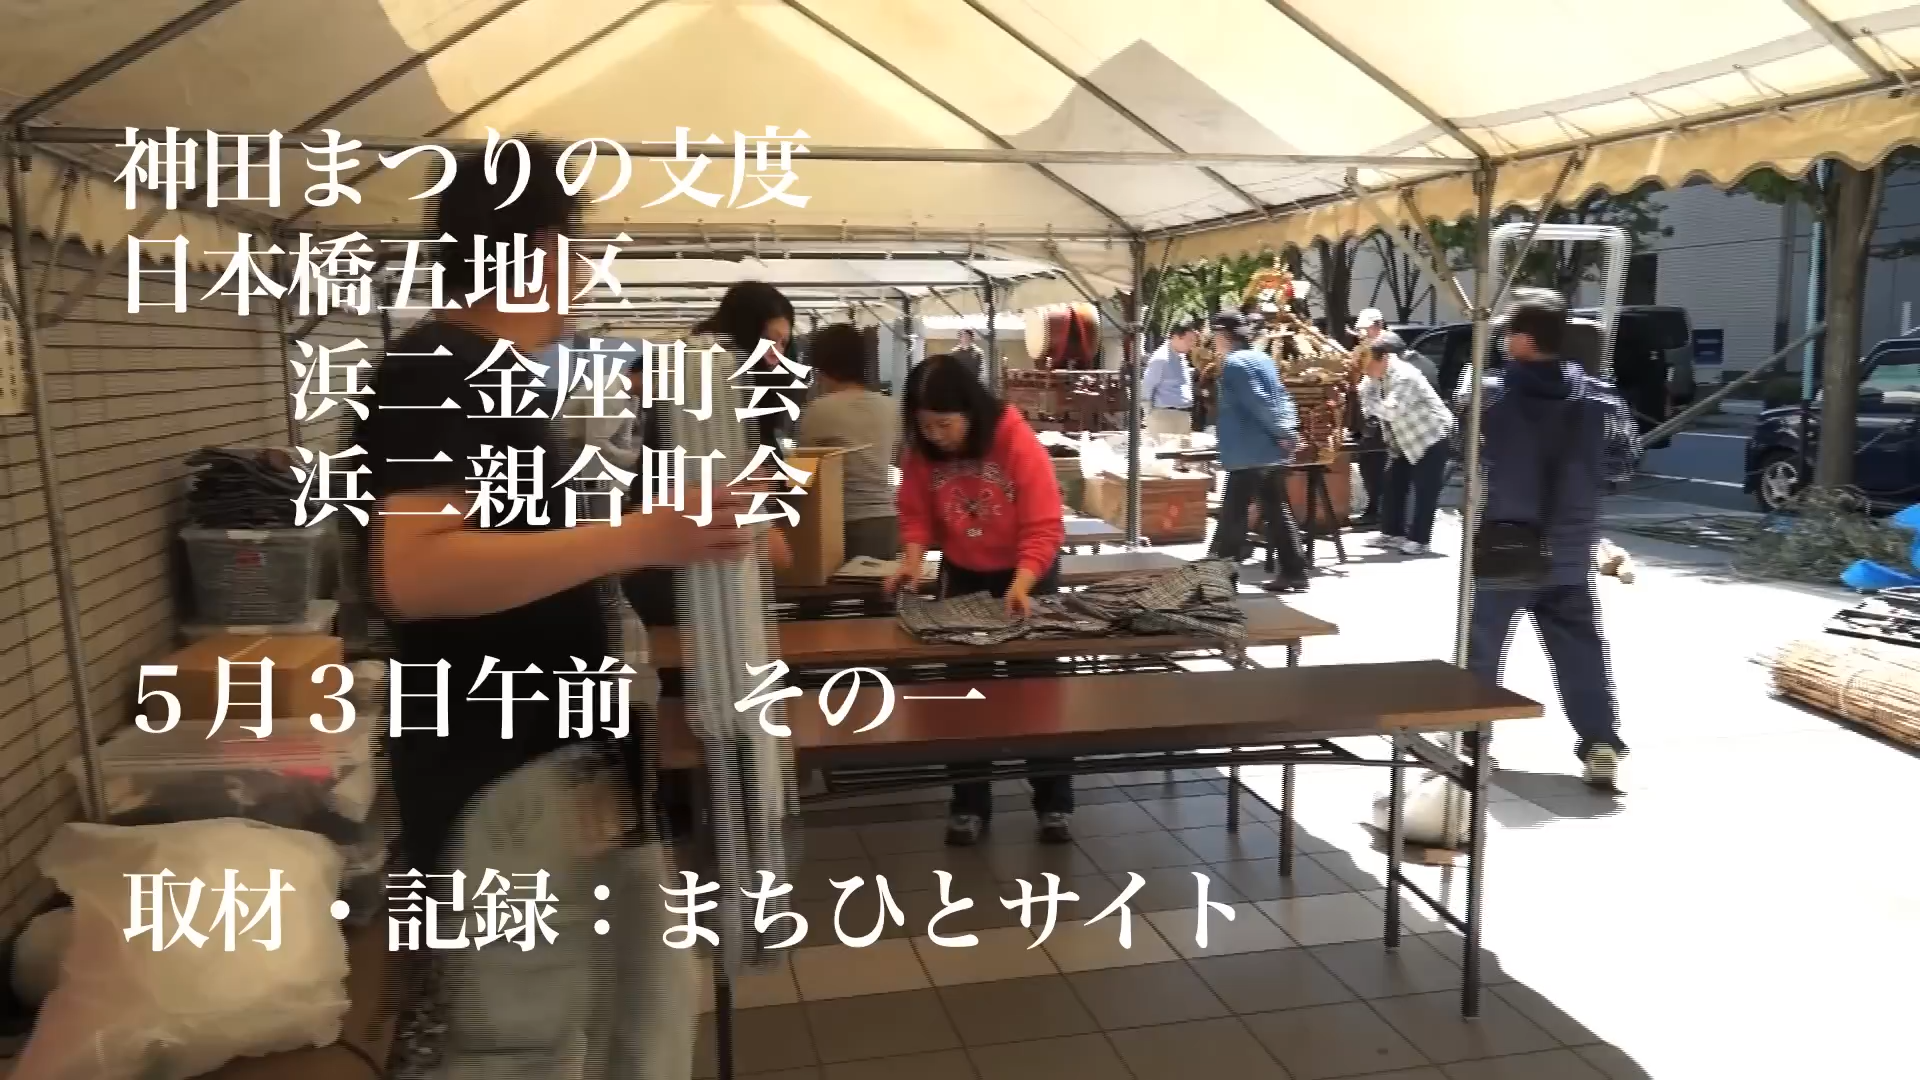 神田まつりの支度
日本橋五地区
浜二金座町会
浜二親合町会
５月３日午前　その一
取材・記録：まちひとサイト